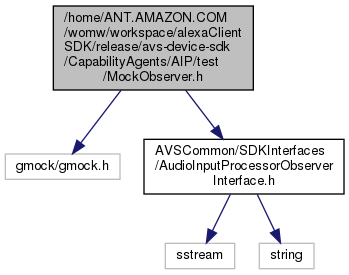 /home/ANT.AMAZON.COM
/womw/workspace/alexaClient
SDK/release/avs-device-sdk
/CapabilityAgents/AIP/test
/MockObserver.h
gmock/gmock.h
AVSCommon/SDKInterfaces
/AudioInputProcessorObserver
Interface.h
sstream
string